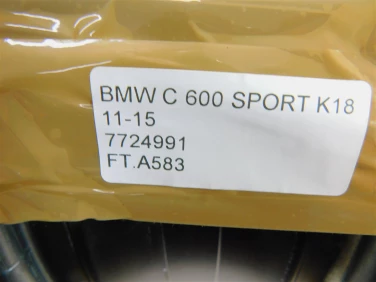 BMW C 600 SPORT K18
11-15
7724991
FT.A583